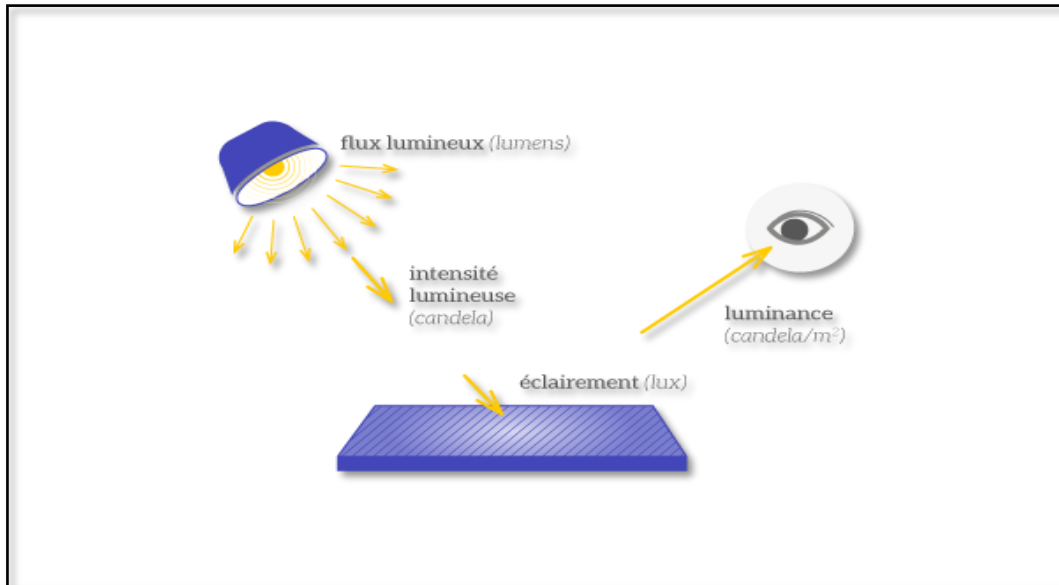 flux lumineux (lumens)
intensité
lumineuse
(candela)
luminance
(candela/m²)
éclairement (lux)